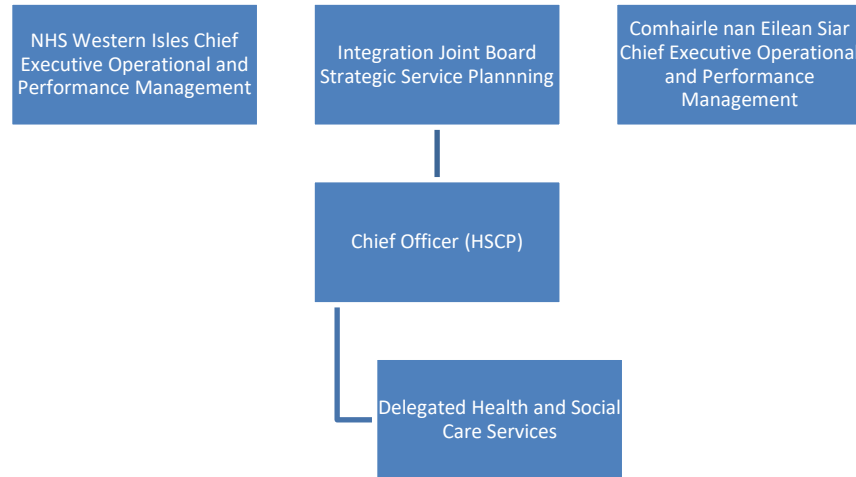 NHS Western Isles Chief
Executive Operational and
Performance Management
Integration Joint Board
Strategic Service Plannning
Comhairle nan Eilean Siar
Chief Executive Operational
and Performance
Management
Chief Officer (HSCP)
Delegated Health and Social
Care Services